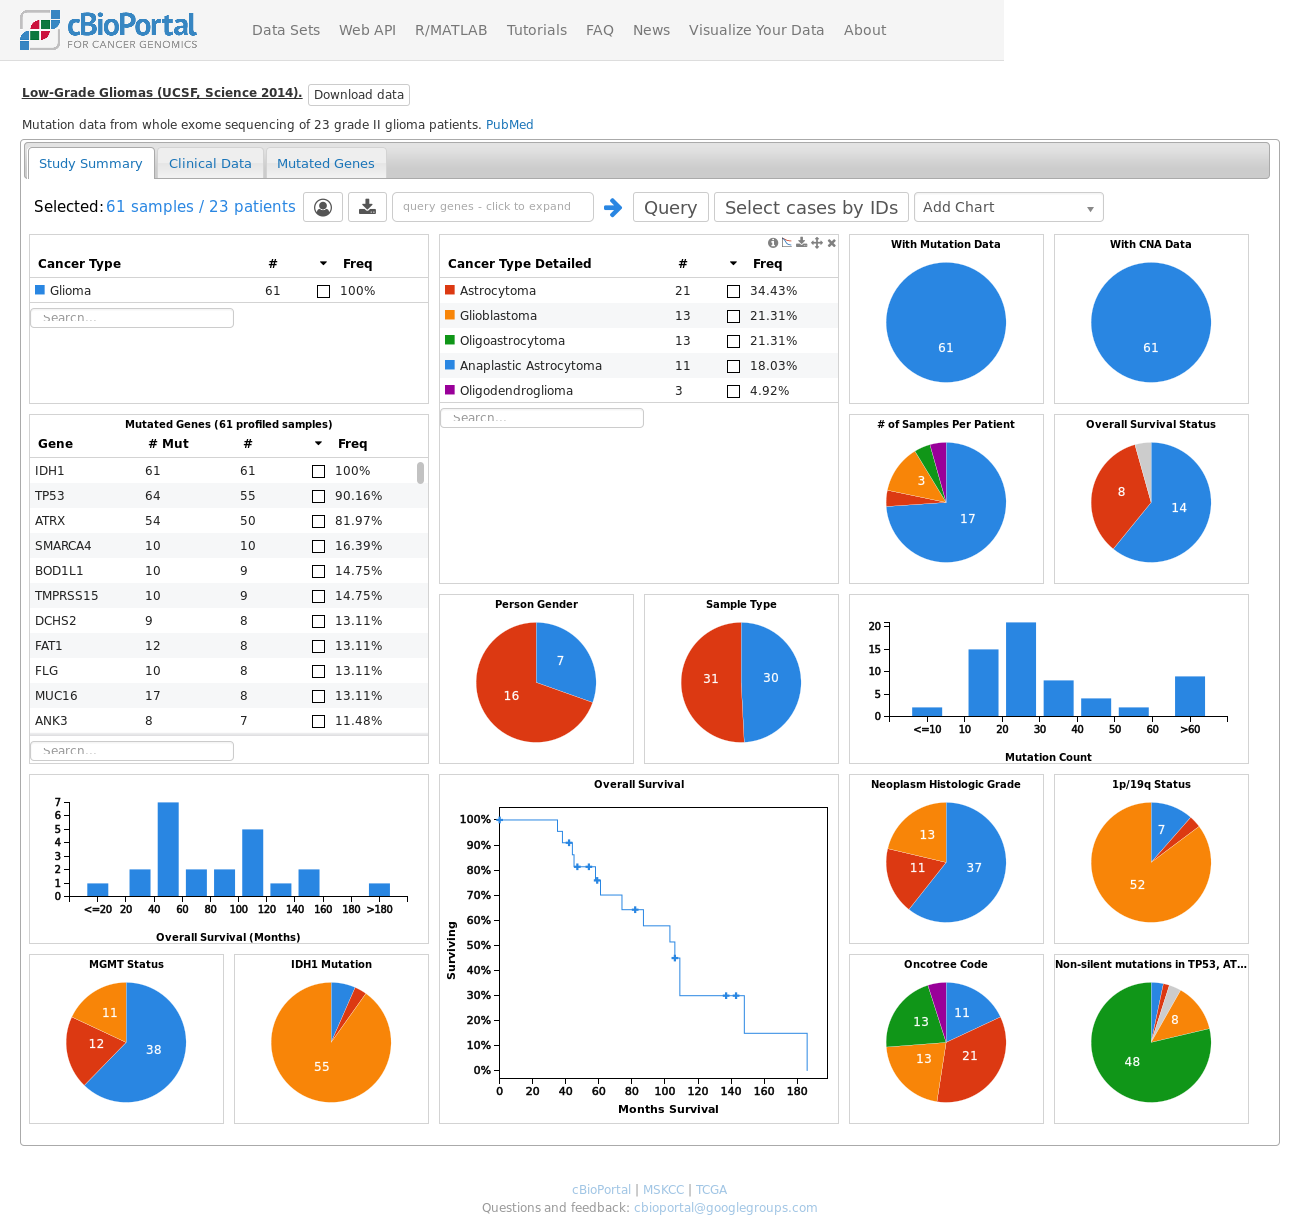 cBioPortal
FOR CANCER GENOMICS
Data Sets Web API R/MATLAB Tutorials FAQ News Visualize Your Data About
Low-Grade Gliomas (UCSF, Science 2014). Download data
Mutation data from whole exome sequencing of 23 grade II glioma patients. PubMed
Study Summary Clinical Data Mutated Genes
Selected: 61 samples / 23 patients query genes - click to expand Query Select cases by IDs Add Chart
Cancer Type # Freq
Glioma 61 100%
Search...
Cancer Type Detailed # Freq
Astrocytoma 21 34.43%
Glioblastoma 13 21.31%
Oligoastrocytoma 13 21.31%
Anaplastic Astrocytoma 11 18.03%
Oligodendroglioma 3 4.92%
Search...
With Mutation Data
61
With CNA Data
61
Mutated Genes (61 profiled samples)
Gene # Mut # Freq
IDH1 61 61 100%
TP53 64 55 90.16%
ATRX 54 50 81.97%
SMARCA4 10 10 16.39%
BOD1L1 10 9 14.75%
TMPRSS15 10 9 14.75%
DCHS2 9 8 13.11%
FAT1 12 8 13.11%
FLG 10 8 13.11%
MUC16 17 8 13.11%
ANK3 8 7 11.48%
Search...
# of Samples Per Patient
3
17
Overall Survival Status
8
14
Person Gender
7
16
Sample Type
31 30
20
15
10
5
0
<=10 10 20 30 40 50 60 >60
Mutation Count
7
6
5
4
3
2
1
0
<=20 20 40 60 80 100 120 140 160 180 >180
Overall Survival (Months)
Overall Survival
Surviving
100%
90%
80%
70%
60%
50%
40%
30%
20%
10%
0%
0 20 40 60 80 100 120 140 160 180
Months Survival
Neoplasm Histologic Grade
13
11 37
1p/19q Status
7
52
MGMT Status
11
12 38
IDH1 Mutation
55
Oncotree Code
11
13
21
13
Non-silent mutations in TP53, AT...
8
48
cBioPortal | MSKCC | TCGA
Questions and feedback: cbioportal@googlegroups.com